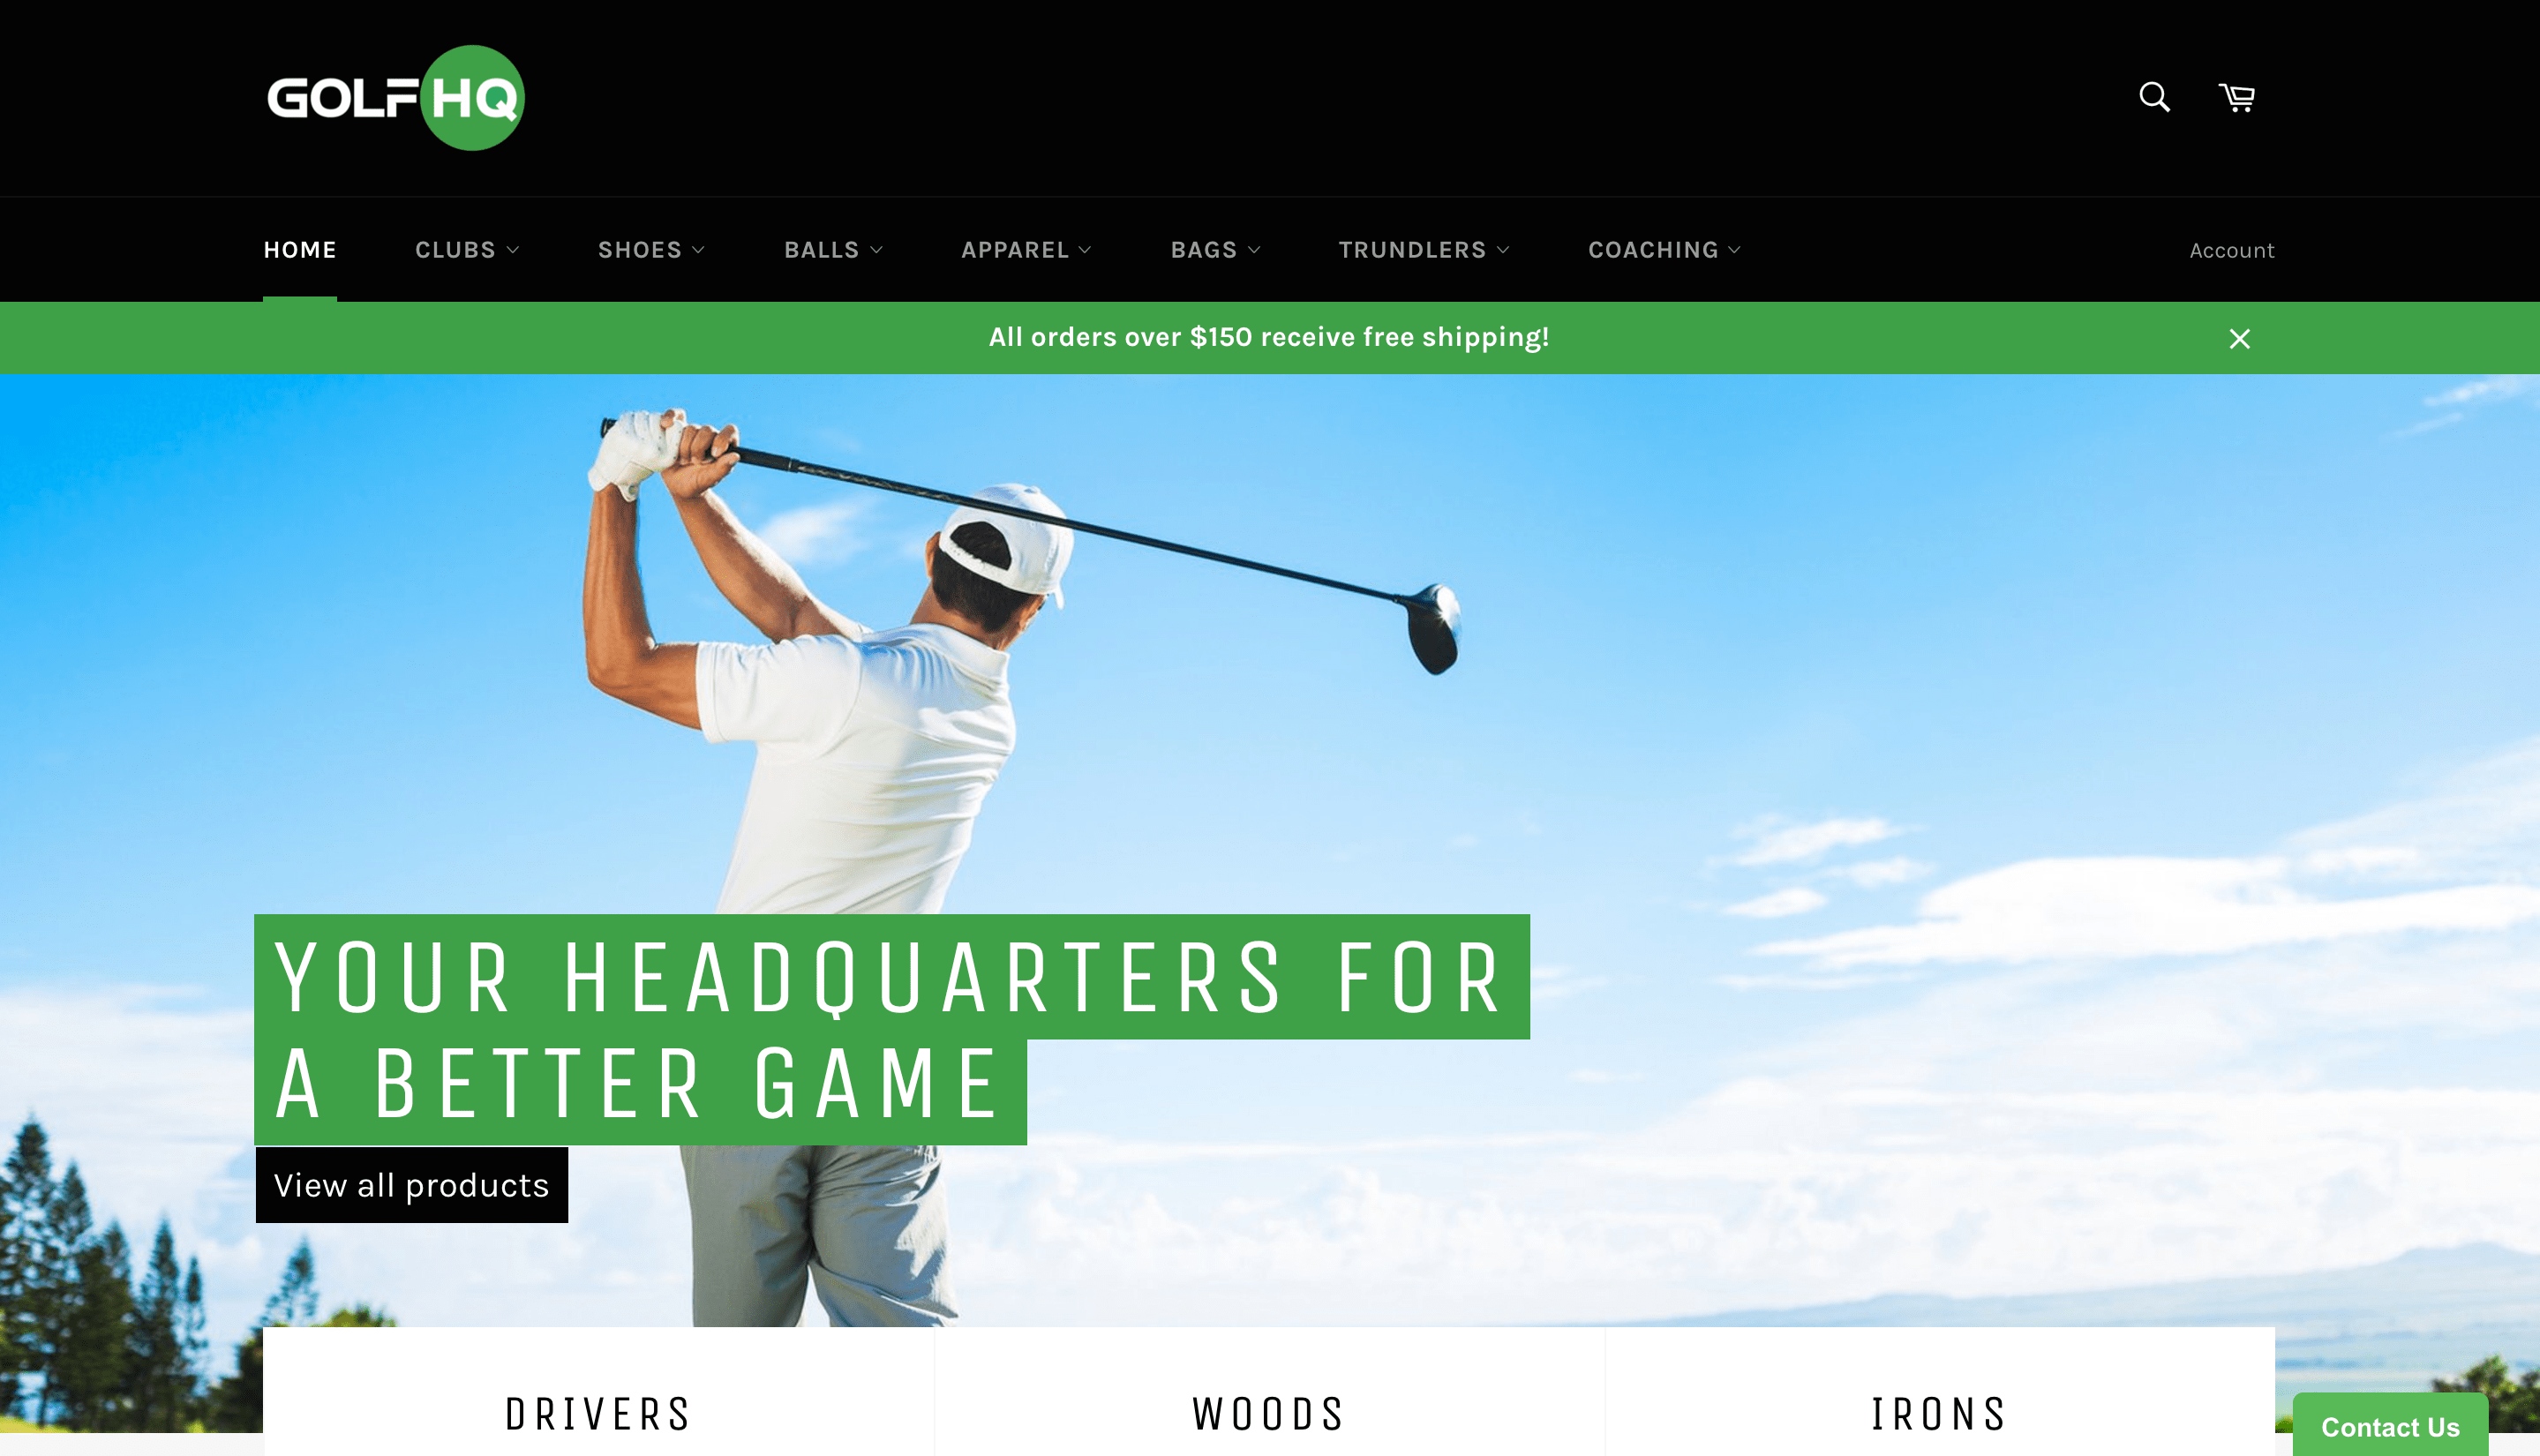 GOLFHQ
HOME CLUBS SHOES BALLS APPAREL BAGS TRUNDLERS COACHING Account
All orders over $150 receive free shipping!
YOUR HEADQUARTERS FOR
A BETTER GAME
View all products
DRIVERS WOODS IRONS
Contact Us